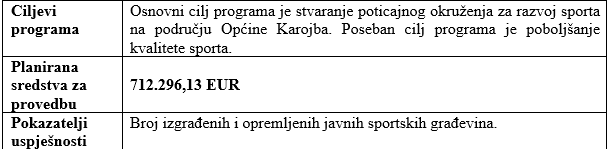 Ciljevi programa
Osnovni cilj programa je stvaranje poticajnog okruženja za razvoj sporta
na području Općine Karojba. Poseban cilj programa je poboljšanje
kvalitete sporta.
Planirana
sredstva za
provedbu
712.296,13 EUR
Pokazatelji
uspješnosti
Broj izgrađenih i opremljenih javnih sportskih građevina.